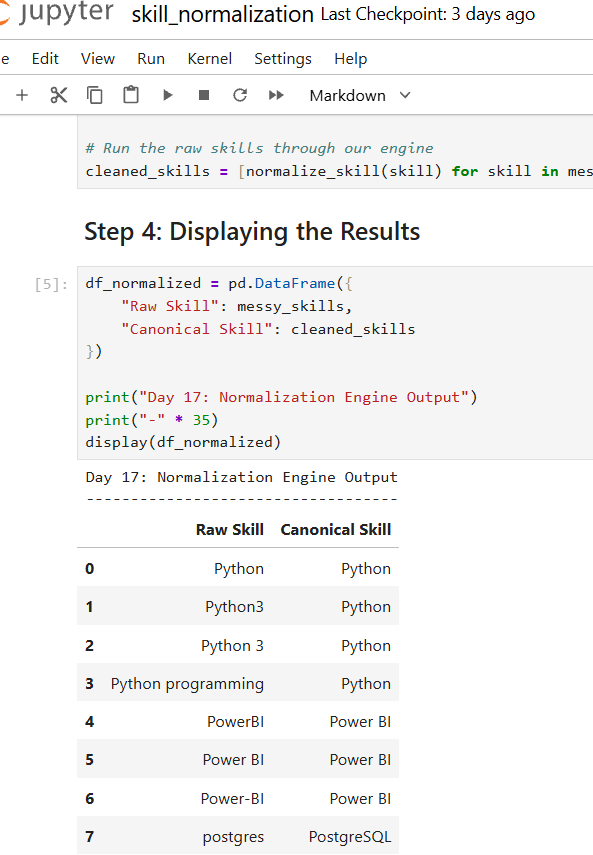 jupyter skill_normalization Last Checkpoint: 3 days ago
e Edit View Run Kernel Settings Help
Markdown
# Run the raw skills through our engine
cleaned_skills = [normalize_skill(skill) for skill in mes
Step 4: Displaying the Results
[5]: df_normalized = pd.DataFrame({
"Raw Skill": messy_skills,
"Canonical Skill": cleaned_skills
})
print("Day 17: Normalization Engine Output")
print("-" * 35)
display(df_normalized)
Day 17: Normalization Engine Output
-----------------------------------
Raw Skill Canonical Skill
0 Python Python
1 Python3 Python
2 Python 3 Python
3 Python programming Python
4 PowerBI Power BI
5 Power BI Power BI
6 Power-BI Power BI
7 postgres PostgreSQL